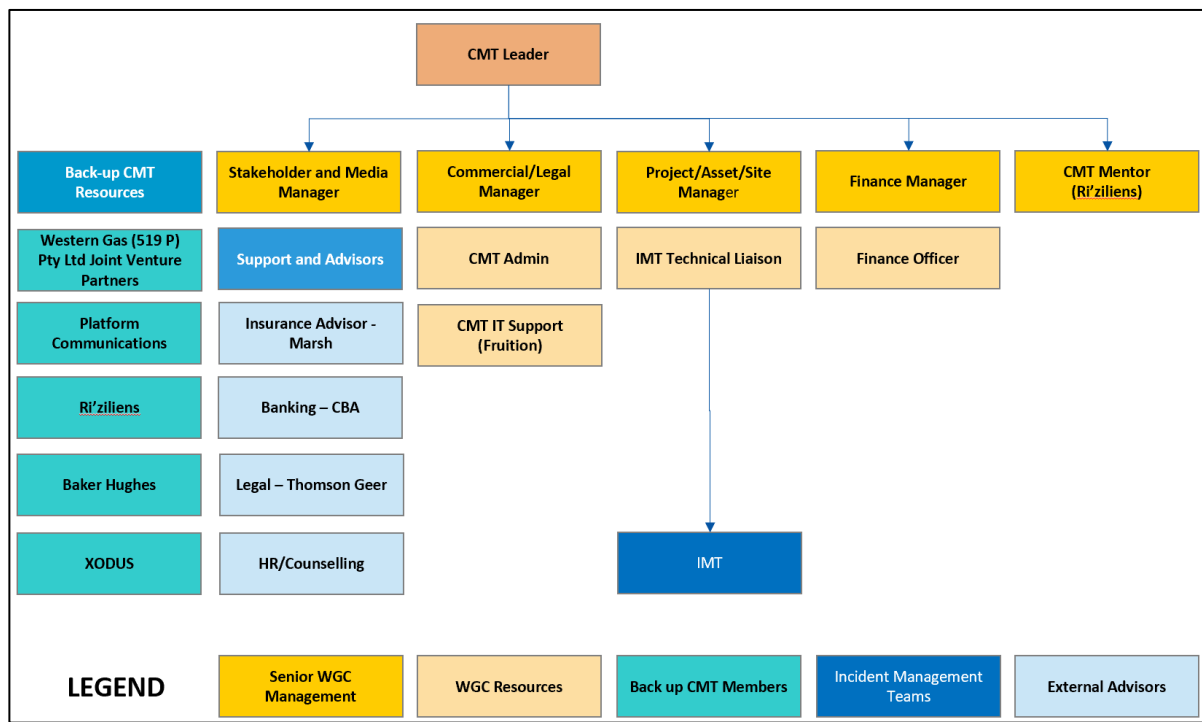 CMT Leader
Back-up CMT
Resources
Stakeholder and Media
Manager
Commercial/Legal
Manager
Project/Asset/Site
Manager
Finance Manager
CMT Mentor
(Ri’ziliens)
Western Gas (519 P)
Pty Ltd Joint Venture
Partners
Support and Advisors
CMT Admin
IMT Technical Liaison
Finance Officer
Platform
Communications
Insurance Advisor -
Marsh
CMT IT Support
(Fruition)
Ri’ziliens
Banking – CBA
Baker Hughes
Legal – Thomson Geer
XODUS
HR/Counselling
IMT
LEGEND
Senior WGC
Management
WGC Resources
Back up CMT Members
Incident Management
Teams
External Advisors